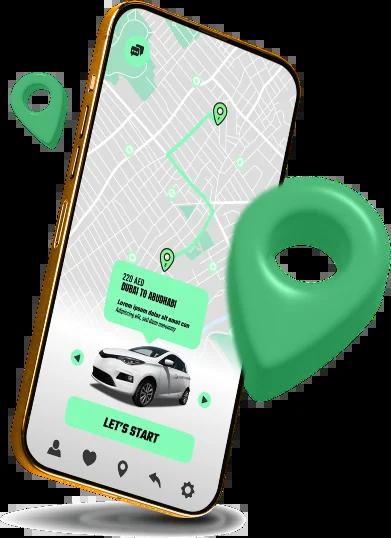 220 AED
DUBAI TO ABUDHABI
Lorem ipsum dolor sit amet con
Adipiscing elit, sed diam nonummy
LET'S START